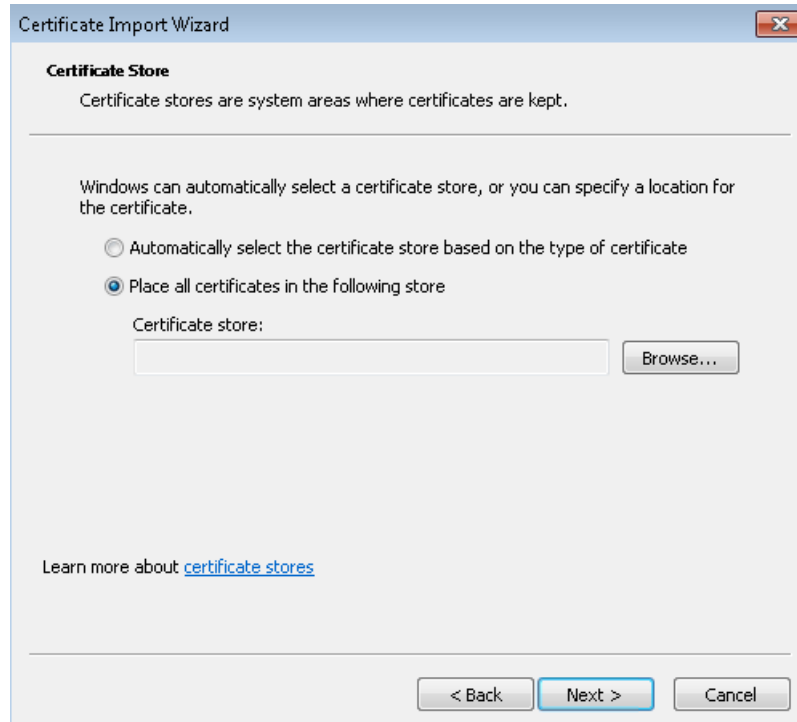 Certificate Import Wizard
Certificate Store
Certificate stores are system areas where certificates are kept.
Windows can automatically select a certificate store, or you can specify a location for
the certificate.
Automatically select the certificate store based on the type of certificate
Place all certificates in the following store
Certificate store:
Browse...
Learn more about certificate stores
< Back Next > Cancel